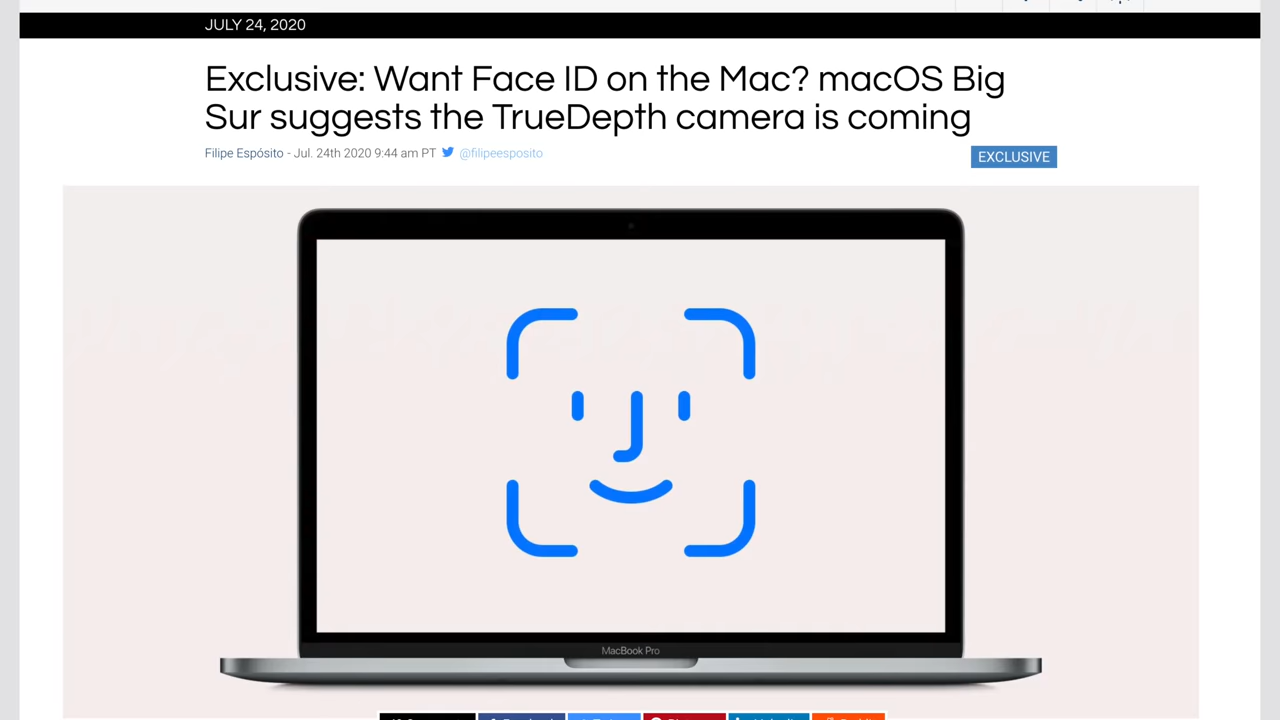 JULY 24, 2020
Exclusive: Want Face ID on the Mac? macOS Big
Sur suggests the TrueDepth camera is coming
Filipe Espósito - Jul. 24th 2020 9:44 am PT @filipeesposito
EXCLUSIVE
MacBook Pro